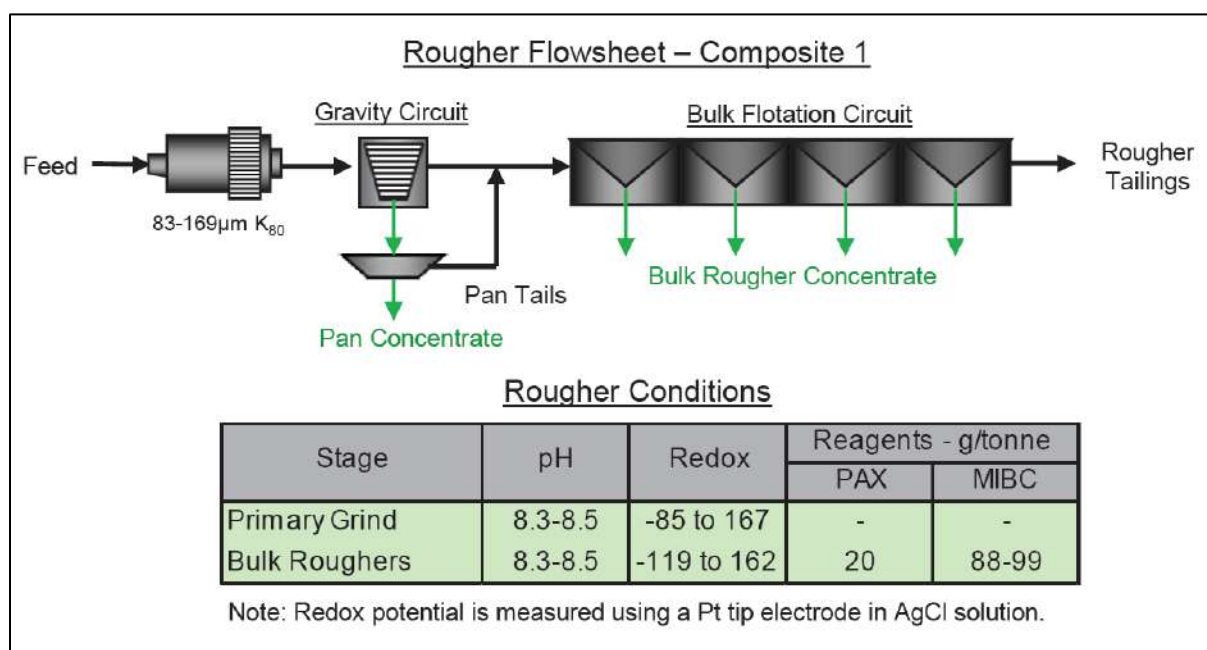 Rougher Flowsheet – Composite 1
Gravity Circuit
Bulk Flotation Circuit
Feed
Rougher
Tailings
83-169µm K80
Pan Tails
Bulk Rougher Concentrate
Pan Concentrate
Rougher Conditions
Stage pH Redox Reagents - g/tonne
PAX MIBC
Primary Grind 8.3-8.5 -85 to 167 - -
Bulk Roughers 8.3-8.5 -119 to 162 20 88-99
Note: Redox potential is measured using a Pt tip electrode in AgCl solution.